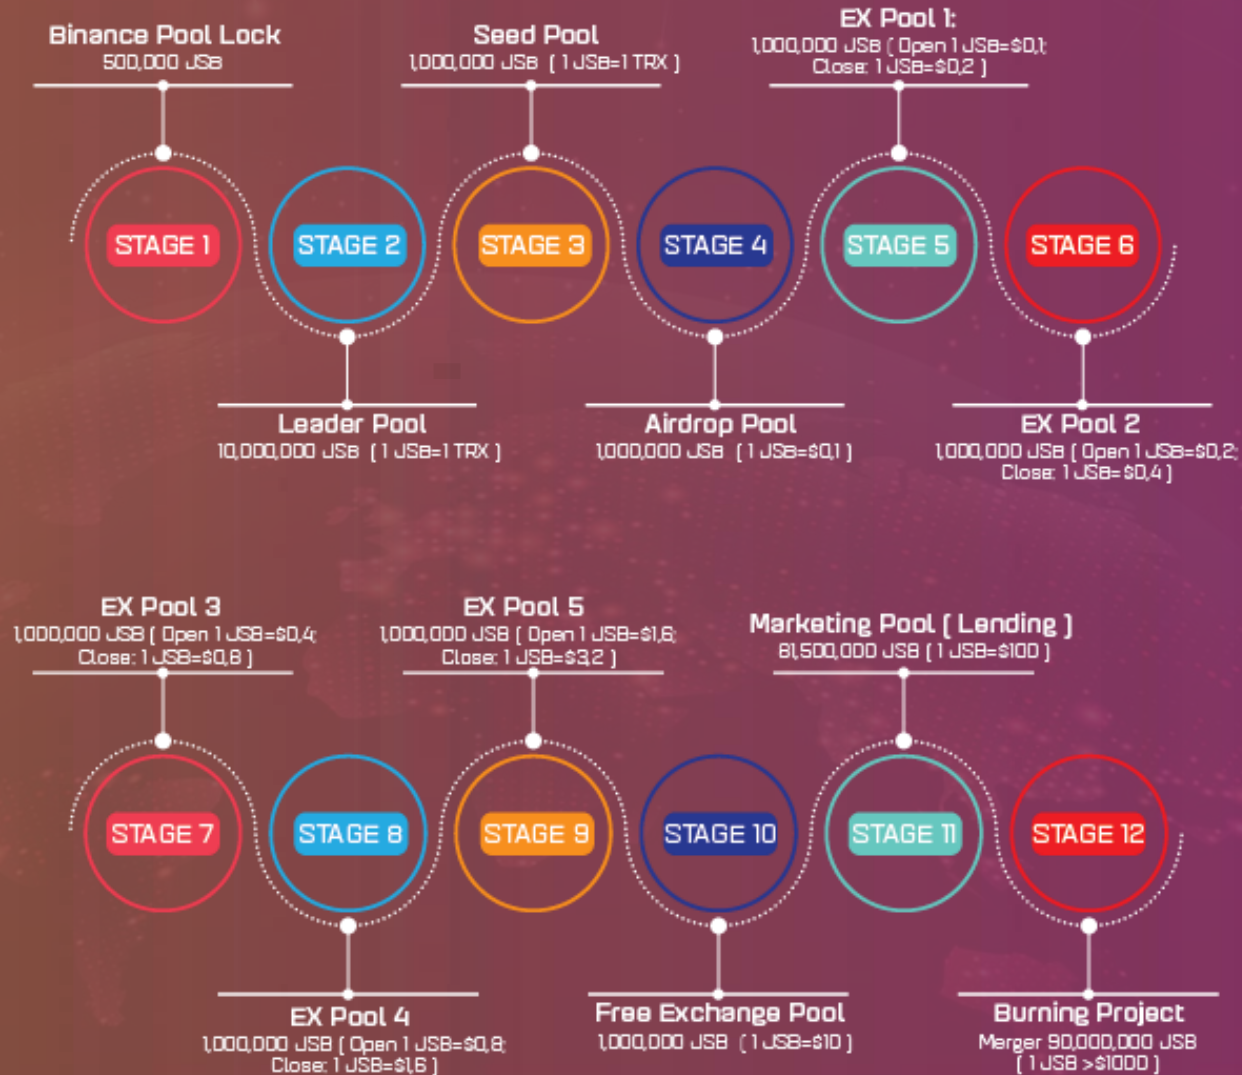 Binance Pool Lock
500,000 JSB
Seed Pool
1,000,000 JSB ( 1 JSB=1 TRX )
EX Pool 1:
1,000,000 JSB ( Open 1 JSB=$0,1;
Close: 1 JSB=$0,2 )
STAGE 1
STAGE 2
STAGE 3
STAGE 4
STAGE 5
STAGE 6
Leader Pool
10,000,000 JSB ( 1 JSB=1 TRX )
Airdrop Pool
1,000,000 JSB ( 1 JSB=$0,1 )
EX Pool 2
1,000,000 JSB ( Open 1 JSB=$0,2;
Close: 1 JSB=$0,4 )
EX Pool 3
1,000,000 JSB ( Open 1 JSB=$0,4;
Close: 1 JSB=$0,8 )
EX Pool 5
1,000,000 JSB ( Open 1 JSB=$1,6;
Close: 1 JSB=$3,2 )
Marketing Pool ( Lending )
81,500,000 JSB ( 1 JSB=$100 )
STAGE 7
STAGE 8
STAGE 9
STAGE 10
STAGE 11
STAGE 12
EX Pool 4
1,000,000 JSB ( Open 1 JSB=$0,8;
Close: 1 JSB=$1,6 )
Free Exchange Pool
1,000,000 JSB ( 1 JSB=$10 )
Burning Project
Merger 90,000,000 JSB
( 1 JSB >$1000 )